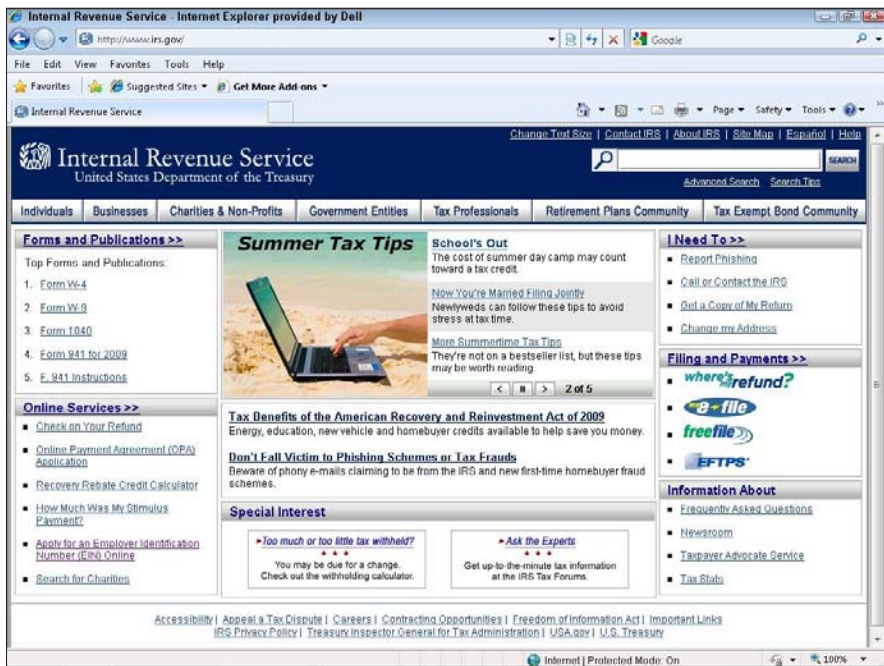 Internal Revenue Service - Internet Explorer provided by Dell
http://www.irs.gov/
Google
File Edit View Favorites Tools Help
Favorites Suggested Sites Get More Add-ons
Internal Revenue Service
Page Safety Tools
Change Text Size | Contact IRS | About IRS | Site Map | Español | Help
Internal Revenue Service
United States Department of the Treasury
SEARCH
Advanced Search Search Tips
Individuals Businesses Charities & Non-Profits Government Entities Tax Professionals Retirement Plans Community Tax Exempt Bond Community
Forms and Publications >>
Top Forms and Publications:
1. Form W-4
2. Form W-9
3. Form 1040
4. Form 941 for 2009
5. F. 941 Instructions
Online Services >>
Check on Your Refund
Online Payment Agreement (OPA)
Application
Recovery Rebate Credit Calculator
How Much Was My Stimulus
Payment?
Apply for an Employer Identification
Number (EIN) Online
Search for Charities
Summer Tax Tips
School's Out
The cost of summer day camp may count
toward a tax credit.
Now You're Married Filing Jointly
Newlyweds can follow these tips to avoid
stress at tax time.
More Summertime Tax Tips
They're not on a bestseller list, but these tips
may be worth reading.
2 of 5
Tax Benefits of the American Recovery and Reinvestment Act of 2009
Energy, education, new vehicle and homebuyer credits available to help save you money.
Don't Fall Victim to Phishing Schemes or Tax Frauds
Beware of phony e-mails claiming to be from the IRS and new first-time homebuyer fraud
schemes.
Special Interest
Too much or too little tax withheld?
You may be due for a change.
Check out the withholding calculator.
Ask the Experts
Get up-to-the-minute tax information
at the IRS Tax Forums.
I Need To >>
Report Phishing
Call or Contact the IRS
Get a Copy of My Return
Change my Address
Filing and Payments >>
where's my refund?
e-file
freefile
EFTPS
Information About
Frequently Asked Questions
Newsroom
Taxpayer Advocate Service
Tax Stats
Accessibility | Appeal a Tax Dispute | Careers | Contracting Opportunities | Freedom of Information Act | Important Links
IRS Privacy Policy | Treasury Inspector General for Tax Administration | USA.gov | U.S. Treasury
Internet | Protected Mode: On
100%